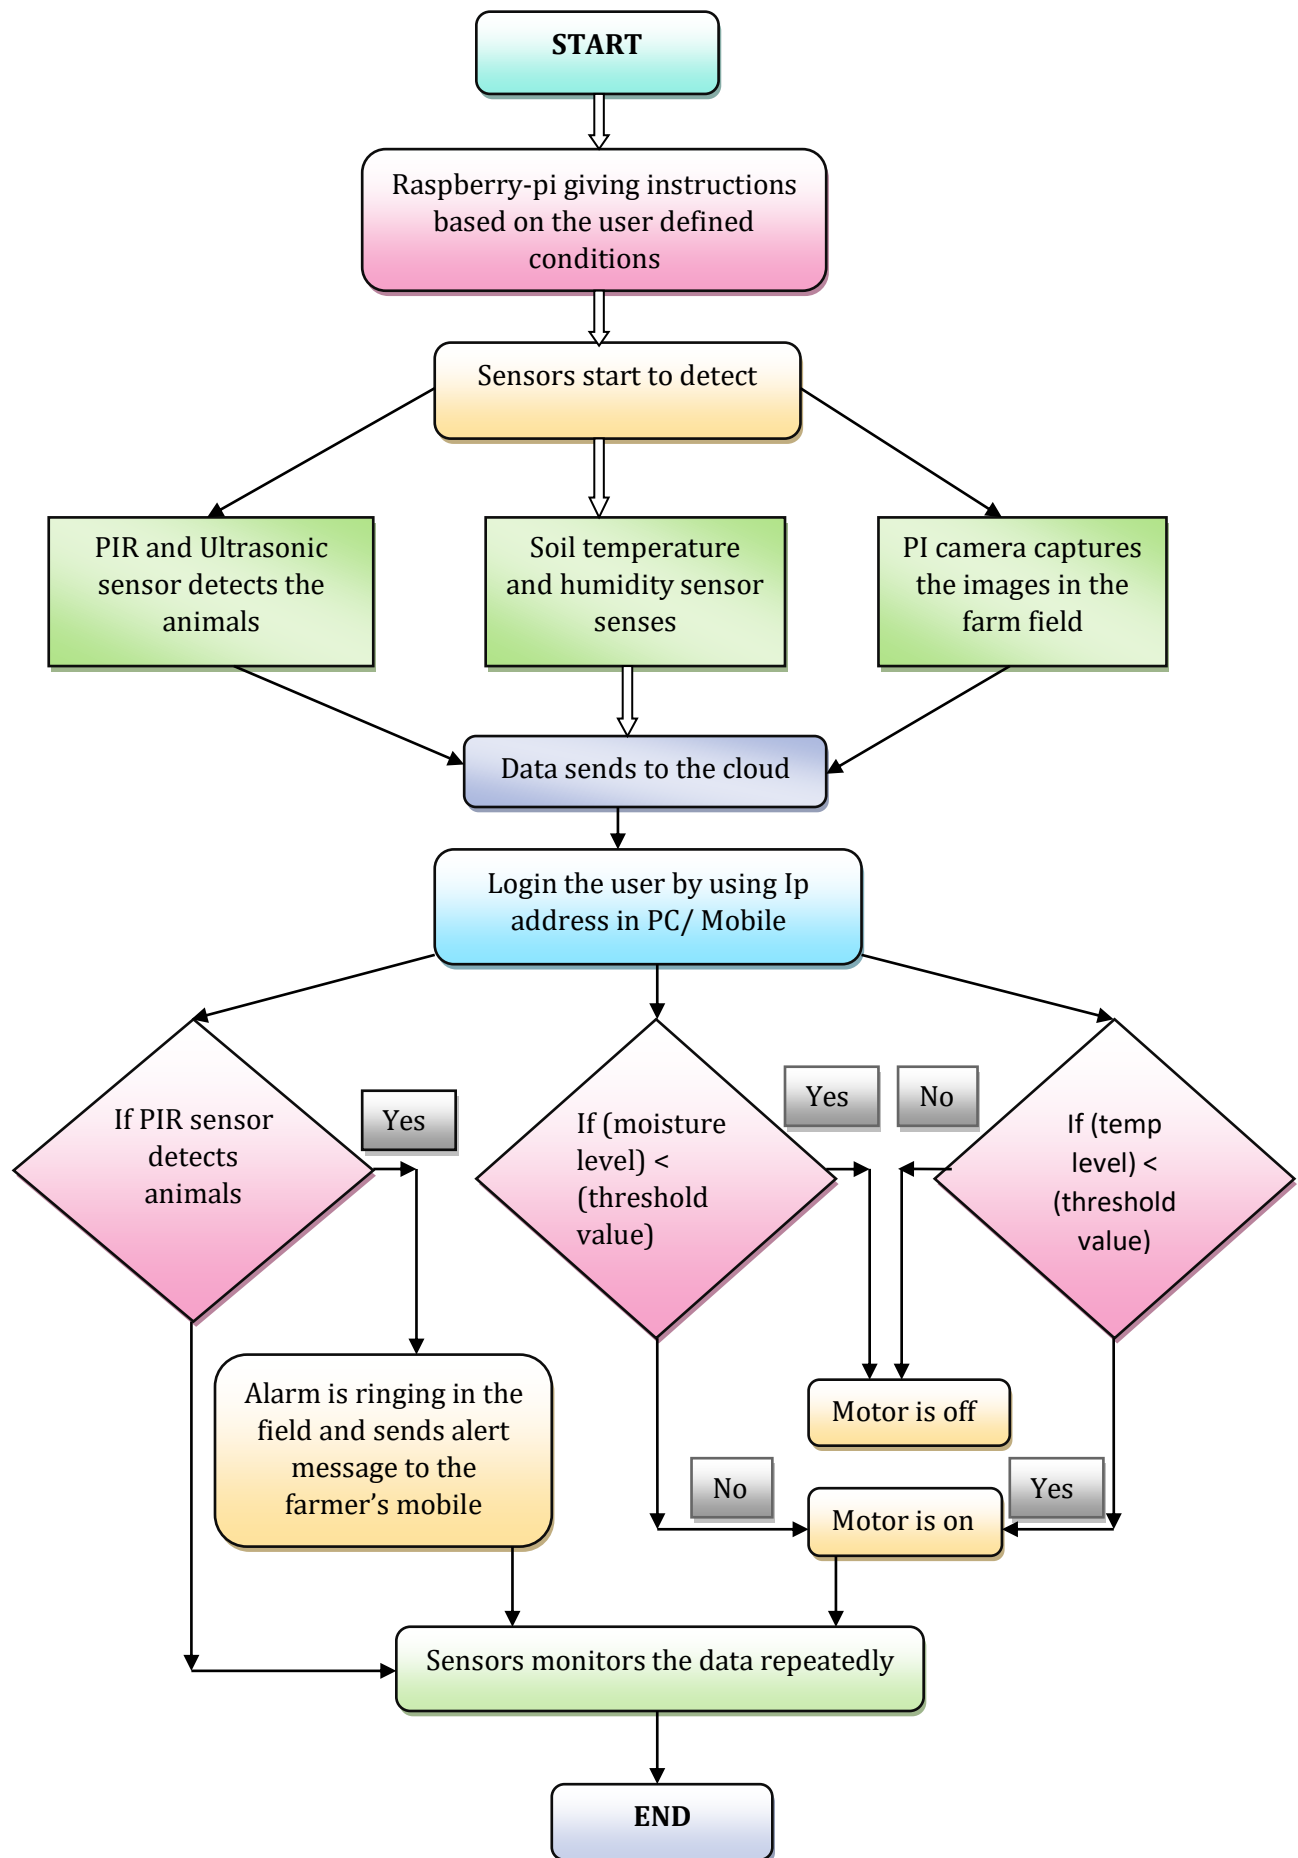 START
Raspberry-pi giving instructions
based on the user defined
conditions
Sensors start to detect
PIR and Ultrasonic
sensor detects the
animals
Soil temperature
and humidity sensor
senses
PI camera captures
the images in the
farm field
Data sends to the cloud
Login the user by using Ip
address in PC/ Mobile
If PIR sensor
detects
animals
Yes
If (moisture
level) <
(threshold
value)
Yes
No
If (temp
level) <
(threshold
value)
Alarm is ringing in the
field and sends alert
message to the
farmer’s mobile
Motor is off
No
Motor is on
Yes
Sensors monitors the data repeatedly
END